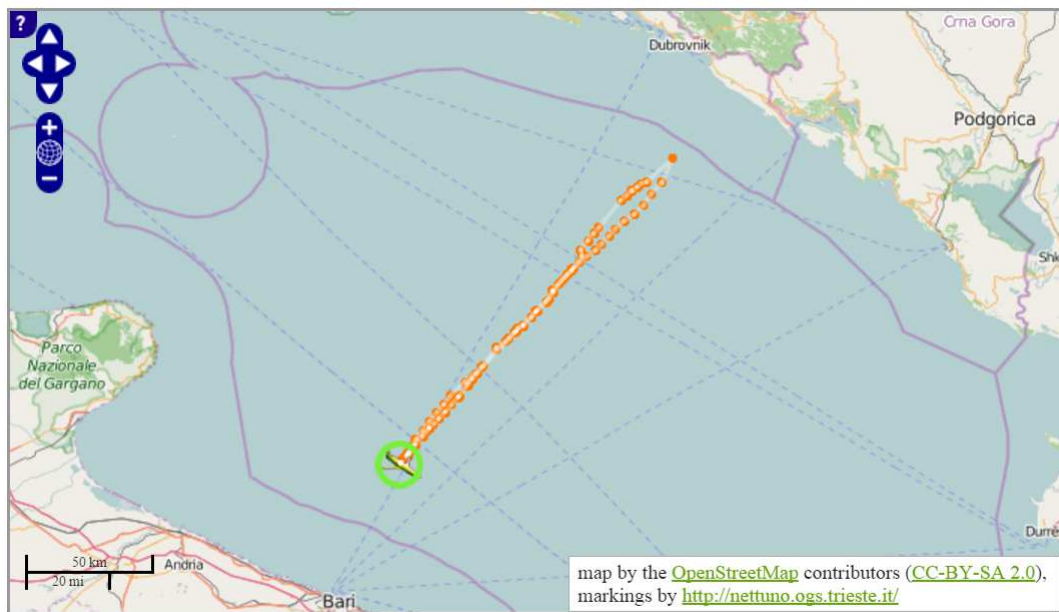 ?
Crna Gora
Dubrovnik
+
Podgorica
−
Shk
Parco
Nazionale
del Gargano
Durrë
50 km
20 mi
Andria
Bari
map by the OpenStreetMap contributors (CC-BY-SA 2.0),
markings by http://nettuno.ogs.trieste.it/